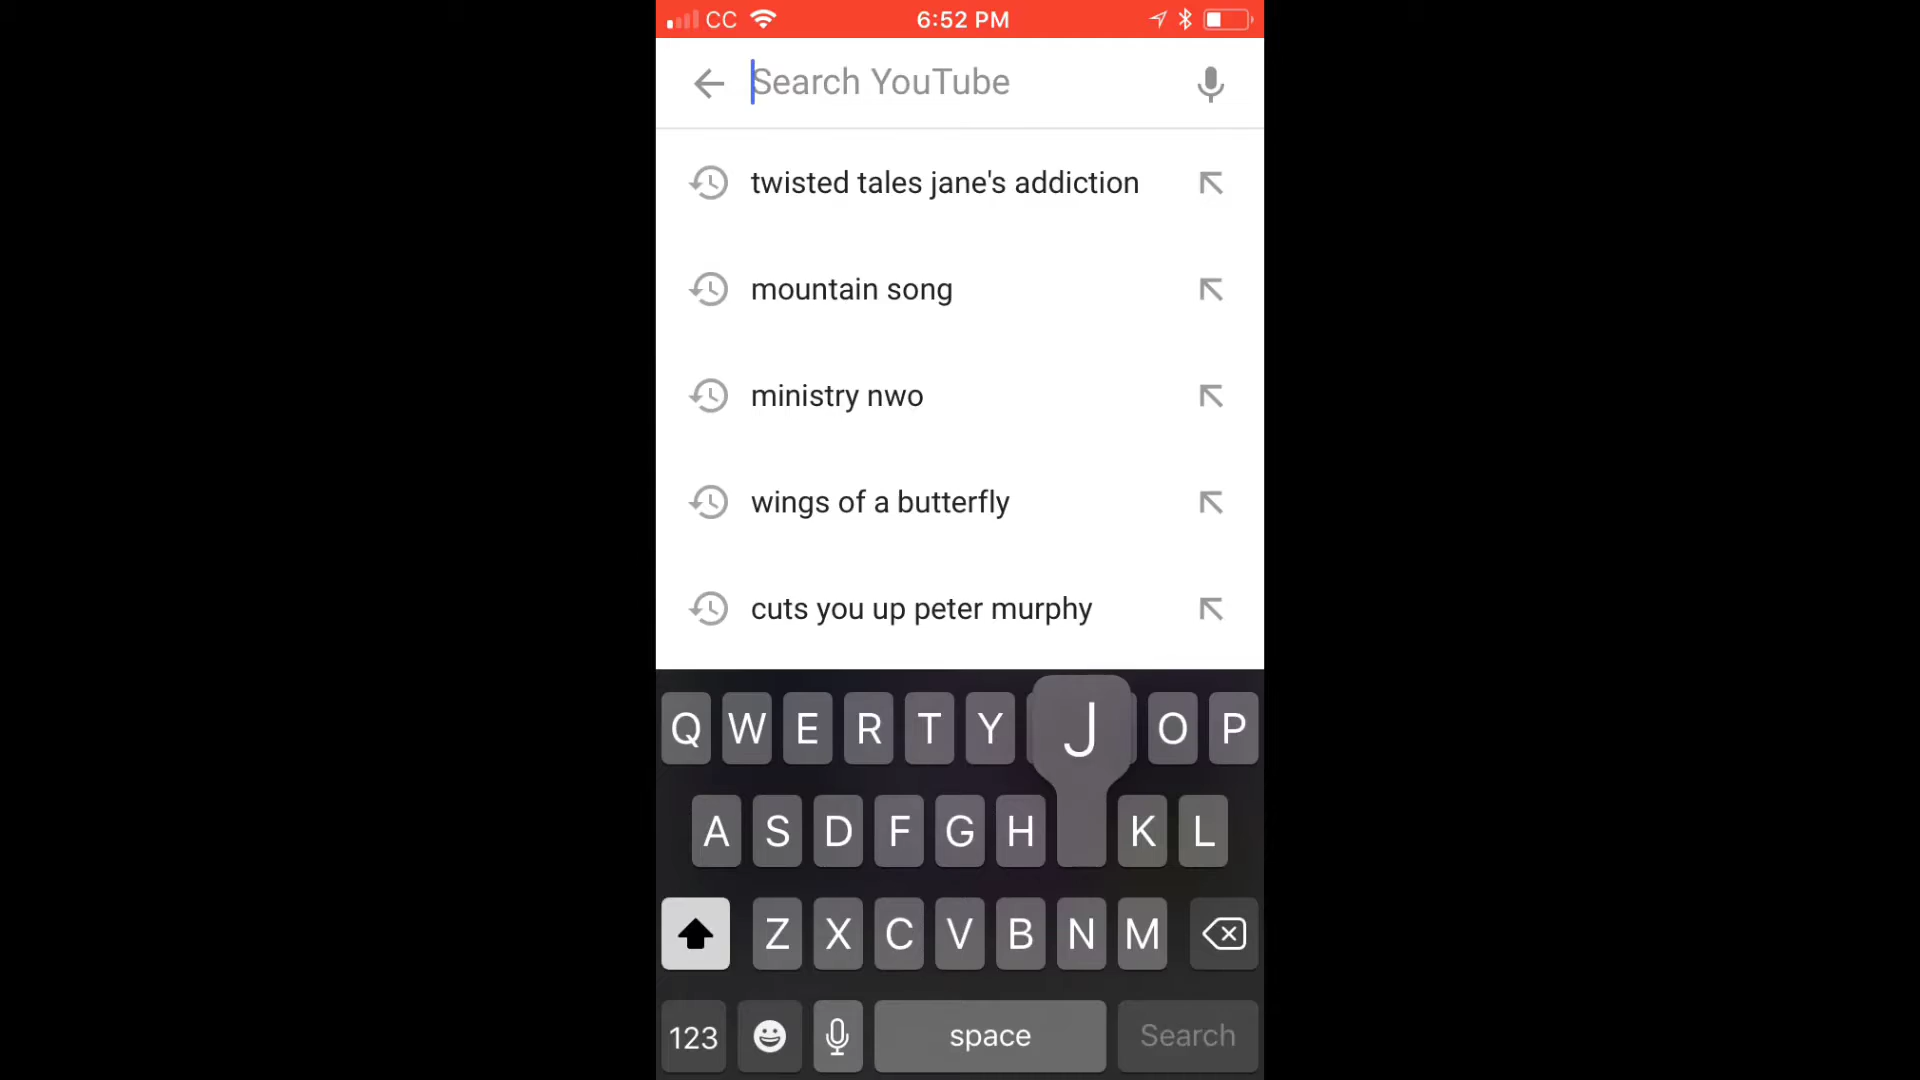 CC 6:52 PM
Search YouTube
twisted tales jane's addiction
mountain song
ministry nwo
wings of a butterfly
cuts you up peter murphy
Q W E R T Y J O P
A S D F G H K L
Z X C V B N M
123 space Search